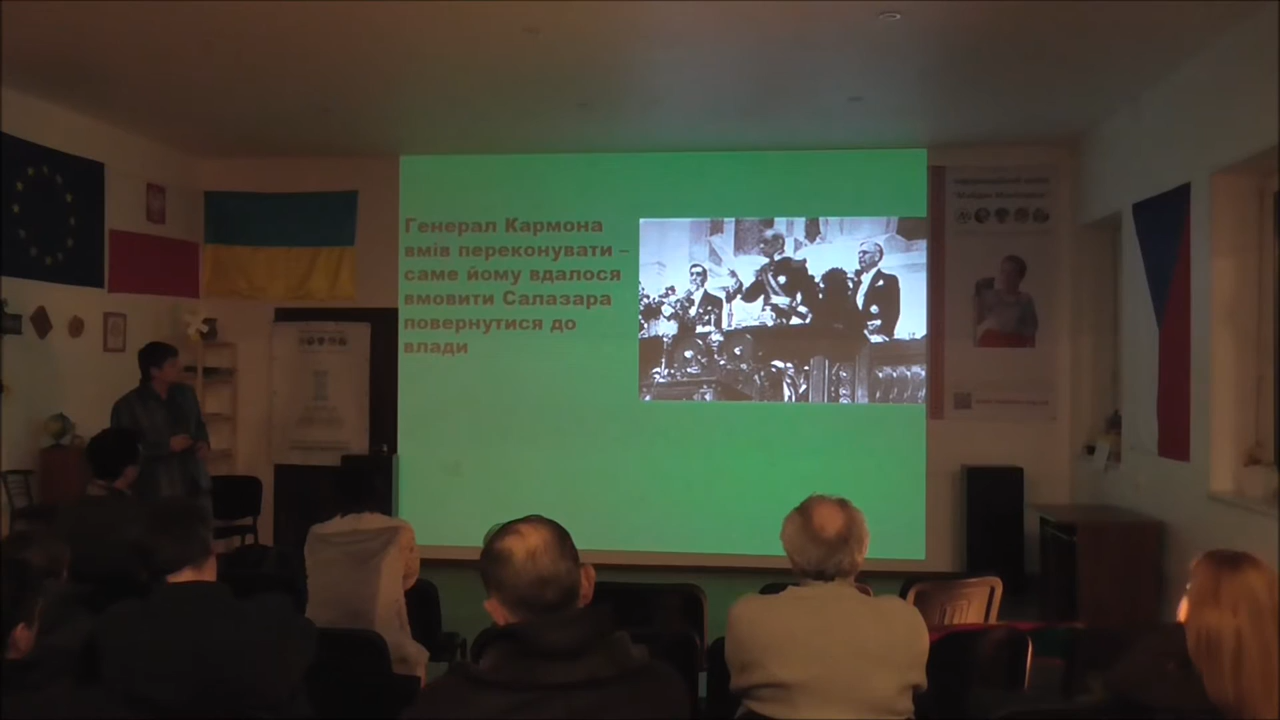 Генерал Кармона
вмів переконувати –
саме йому вдалося
вмовити Салазара
повернутися до
влади